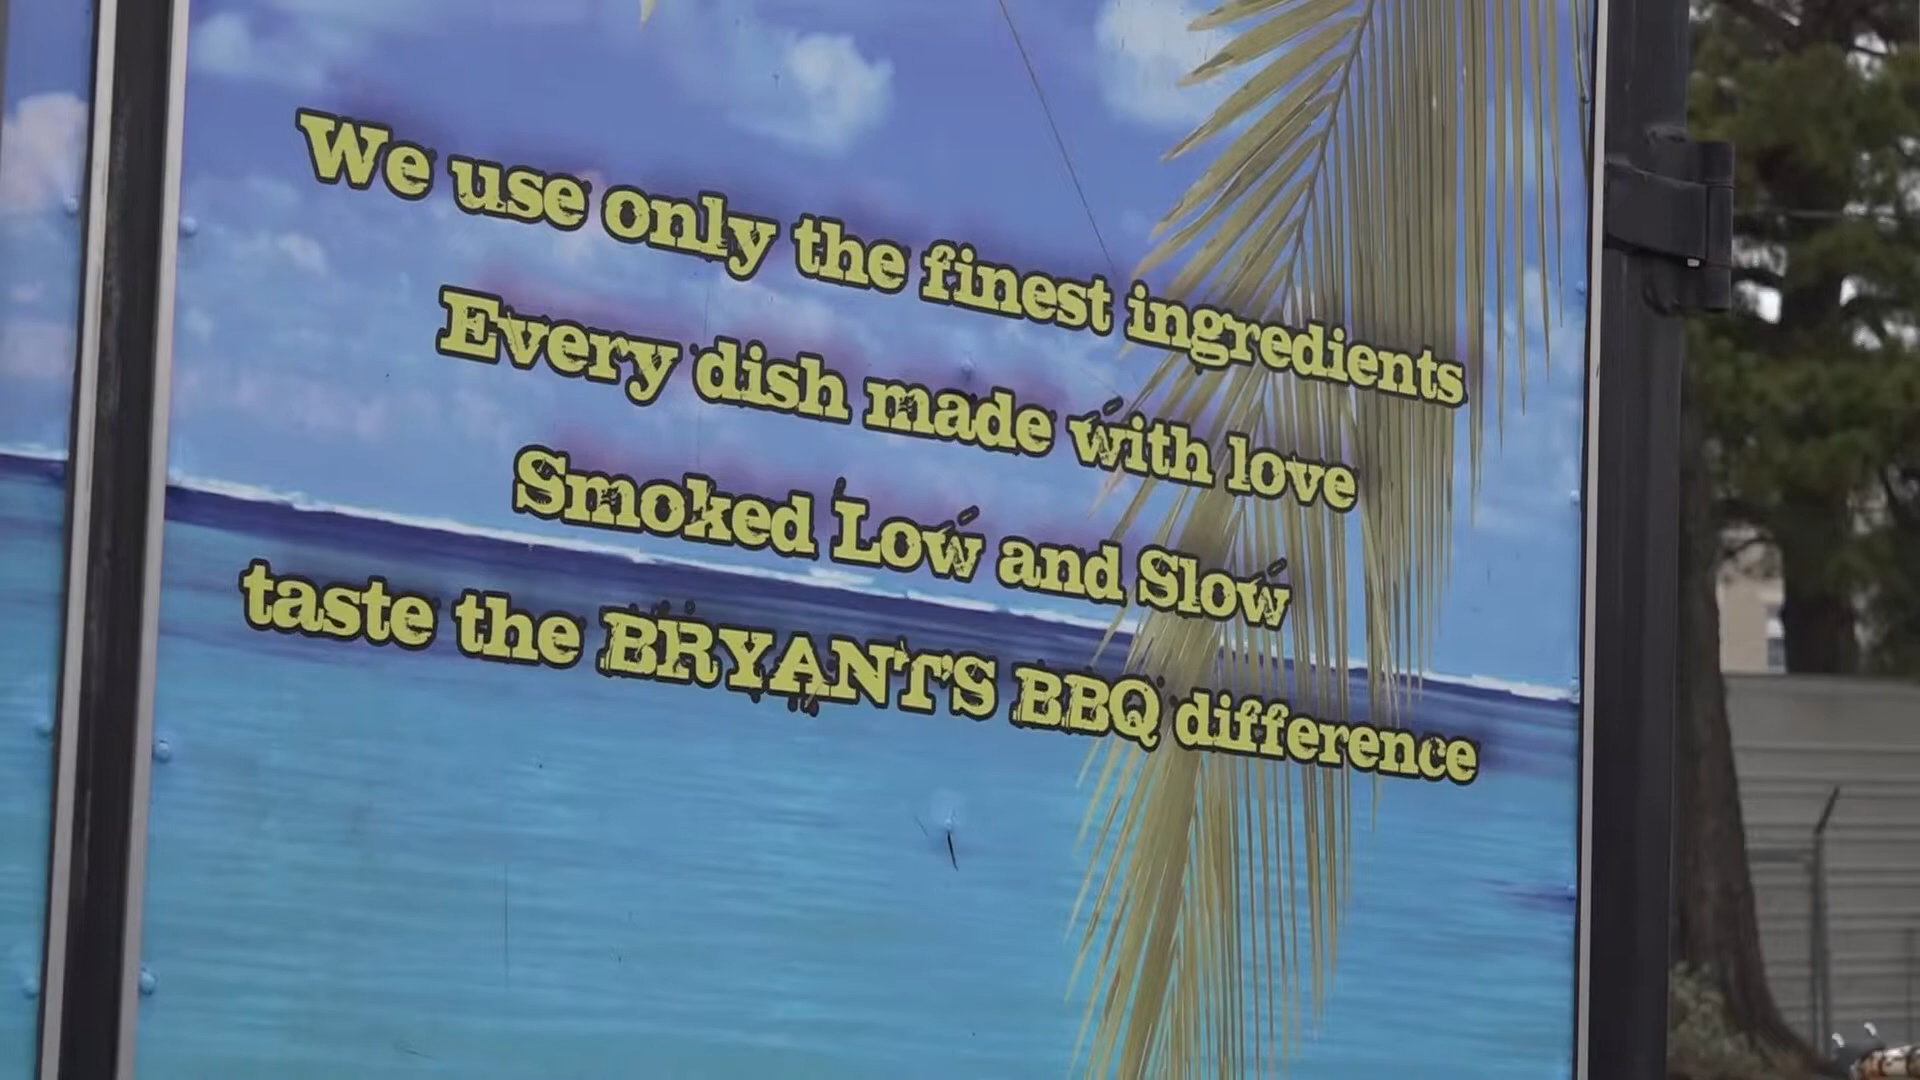 We use only the finest ingredients
Every dish made with love
Smoked Low and Slow
taste the BRYANT'S BBQ difference